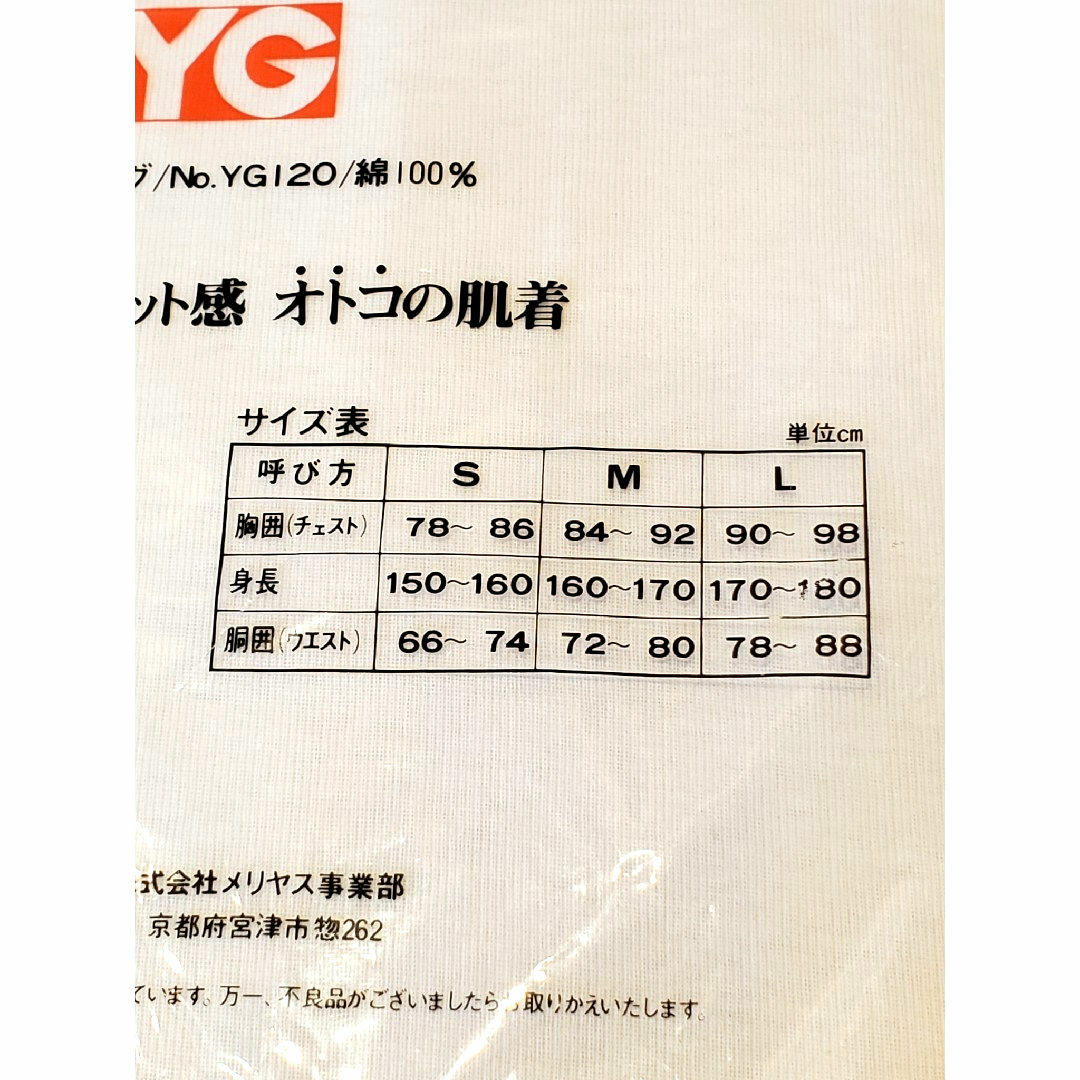 YG
グ/No.YG120/綿100%
ット感 オトコの肌着
サイズ表
単位cm
呼び方 S M L
胸囲(チェスト) 78～86 84～92 90～98
身長 150～160 160～170 170～180
胴囲(ウエスト) 66～74 72～80 78～88
式会社メリヤス事業部
京都府宮津市惣262
ています。万一、不良品がございましたら取りかえいたします。